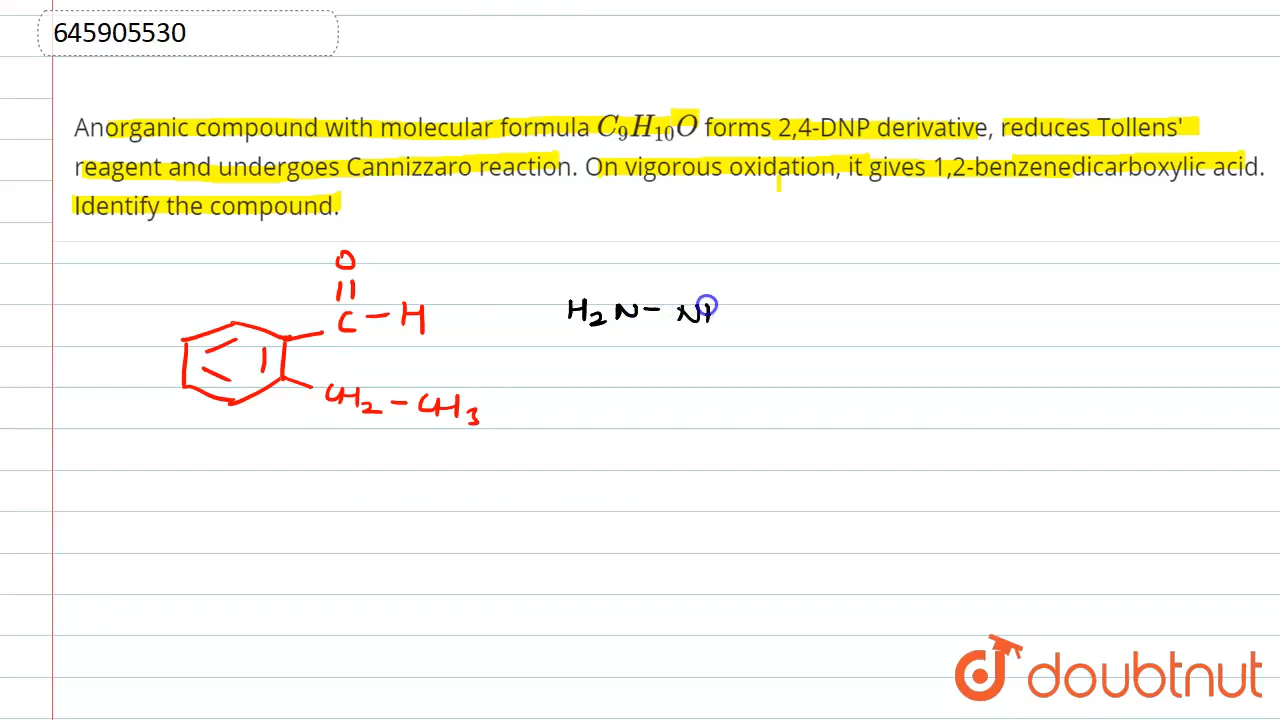 645905530
An organic compound with molecular formula C₉H₁₀O forms 2,4-DNP derivative, reduces Tollens'
reagent and undergoes Cannizzaro reaction. On vigorous oxidation, it gives 1,2-benzenedicarboxylic acid.
Identify the compound.
O
C - H
H₂N - NH
CH₂ - CH₃
doubtnut